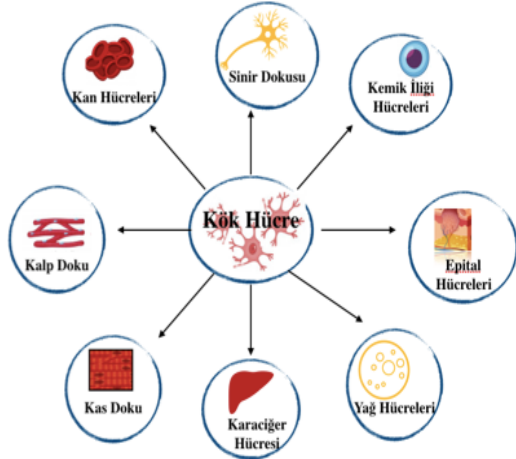 Kan Hücreleri
Sinir Dokusu
Kemik İliği
Hücreleri
Kök Hücre
Kalp Doku
Epital
Hücreleri
Kas Doku
Karaciğer
Hücresi
Yağ Hücreleri